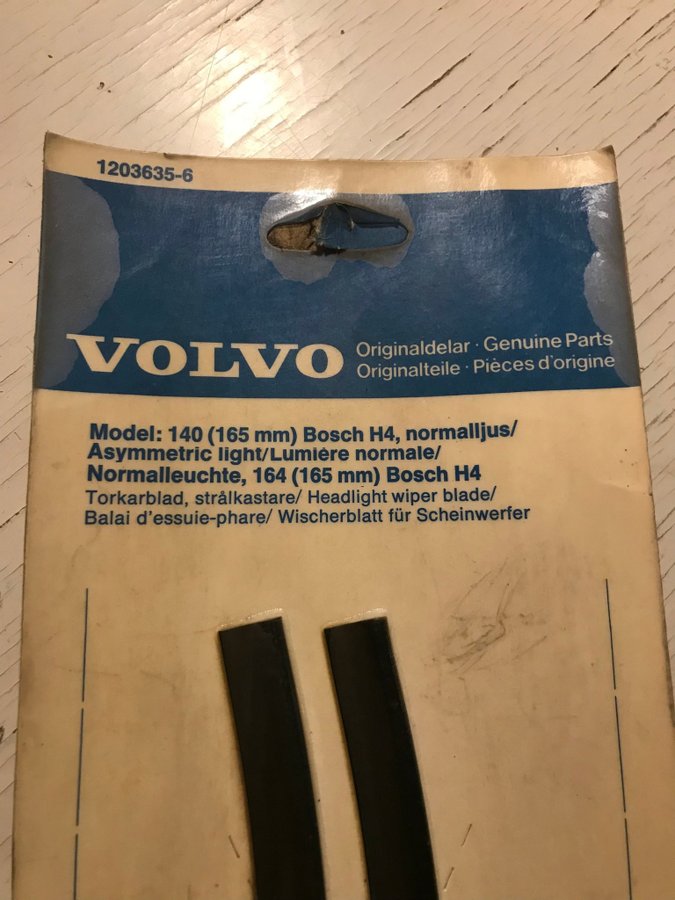 1203635-6
VOLVO
Originaldelar · Genuine Parts
Originalteile · Pièces d'origine
Model: 140 (165 mm) Bosch H4, normalljus/
Asymmetric light/Lumière normale/
Normalleuchte, 164 (165 mm) Bosch H4
Torkarblad, strålkastare/ Headlight wiper blade/
Balai d'essuie-phare/ Wischerblatt für Scheinwerfer